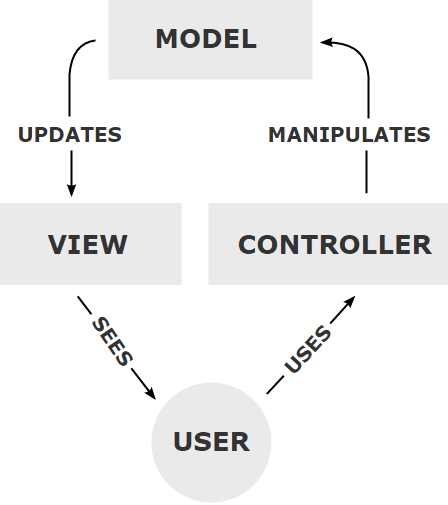 MODEL
UPDATES
MANIPULATES
VIEW
CONTROLLER
SEES
USES
USER